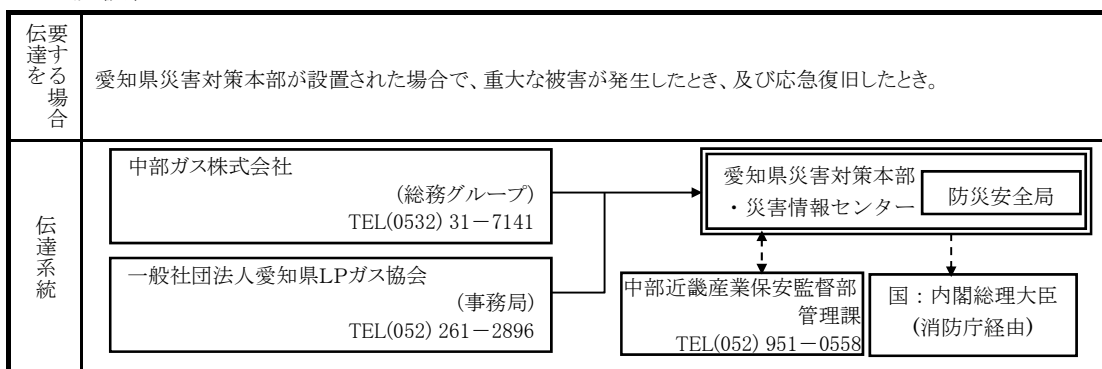 伝達を要する場合
愛知県災害対策本部が設置された場合で、重大な被害が発生したとき、及び応急復旧したとき。
伝達系統
中部ガス株式会社
(総務グループ)
TEL(0532) 31－7141
一般社団法人愛知県LPガス協会
(事務局)
TEL(052) 261－2896
愛知県災害対策本部
・災害情報センター
防災安全局
中部近畿産業保安監督部
管理課
TEL(052) 951－0558
国：内閣総理大臣
(消防庁経由)